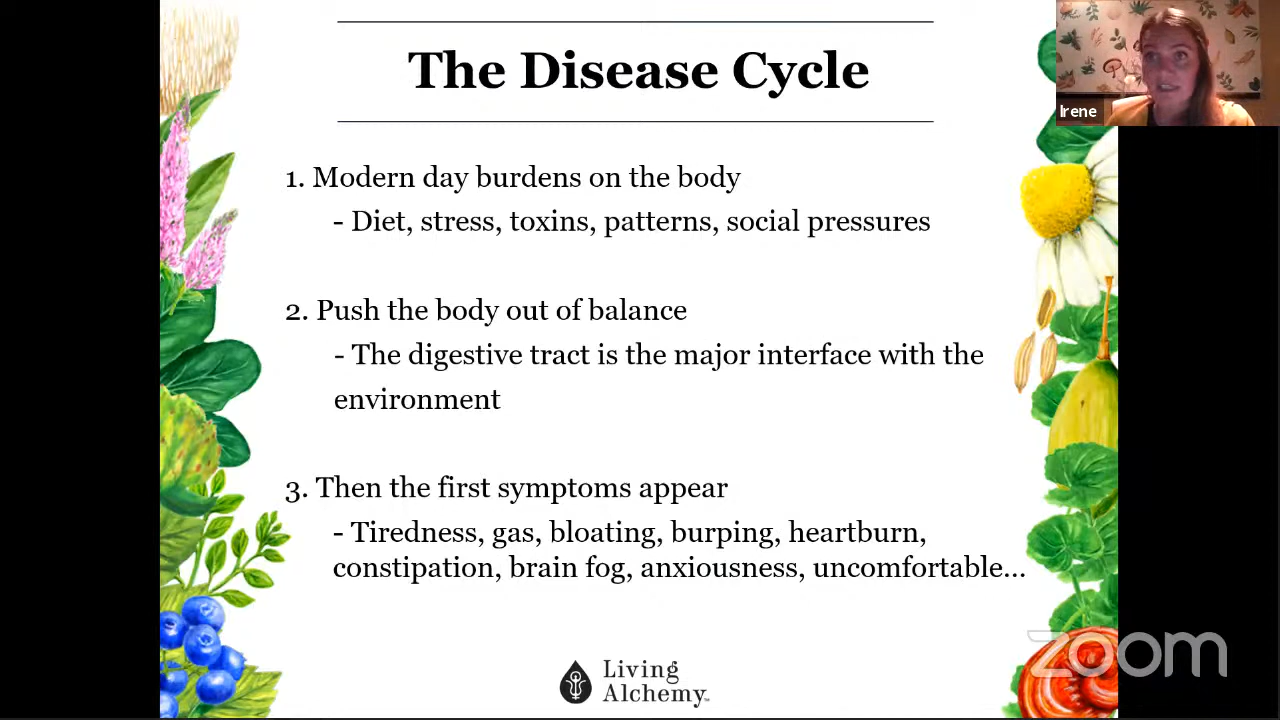 The Disease Cycle
Irene
1. Modern day burdens on the body
- Diet, stress, toxins, patterns, social pressures
2. Push the body out of balance
- The digestive tract is the major interface with the
environment
3. Then the first symptoms appear
- Tiredness, gas, bloating, burping, heartburn,
constipation, brain fog, anxiousness, uncomfortable...
zoom
Living
Alchemy™